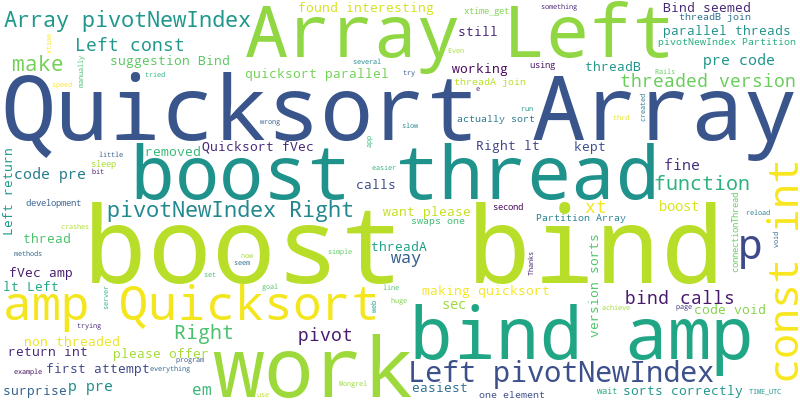 found interesting
xtime_get
something
Bind seemed
Array pivotNewIndex
Array Left
threadB join
still
parallel threads
Left const
Even
pivotNewIndex Partition
suggestion Bind
several
using
pre code
make
manually
working
threadB
quicksort parallel
try
Rails
tried
threadA join
threaded version
speed
e
Quicksort Array
created
run
thrd
actually sort
wrong
slow
app
Quicksort fVec
Right lt
kept
removed
little
easier
boost thread
fine
sleep
code pre
bit
calls
function
Left return
const int
development
want please
second
xt
boost
reload
pivotNewIndex Right
Partition Array
void
swaps one
thread
crashes
boost bind
threadA
version sorts
connectionThread
p
now
methods
seem
simple
way
Thanks
fVec amp
set
goal
line
lt Left
server
web
huge
making quicksort
bind calls
page
amp Quicksort
sec
code void
achieve
trying
Right
pivot
bind amp
non threaded
work
return int
please offer
program
first attempt
everything
Left pivotNewIndex
example
Mongrel
surprise
p pre
em
use
easiest
one element
wait
sorts correctly
TIME_UTC